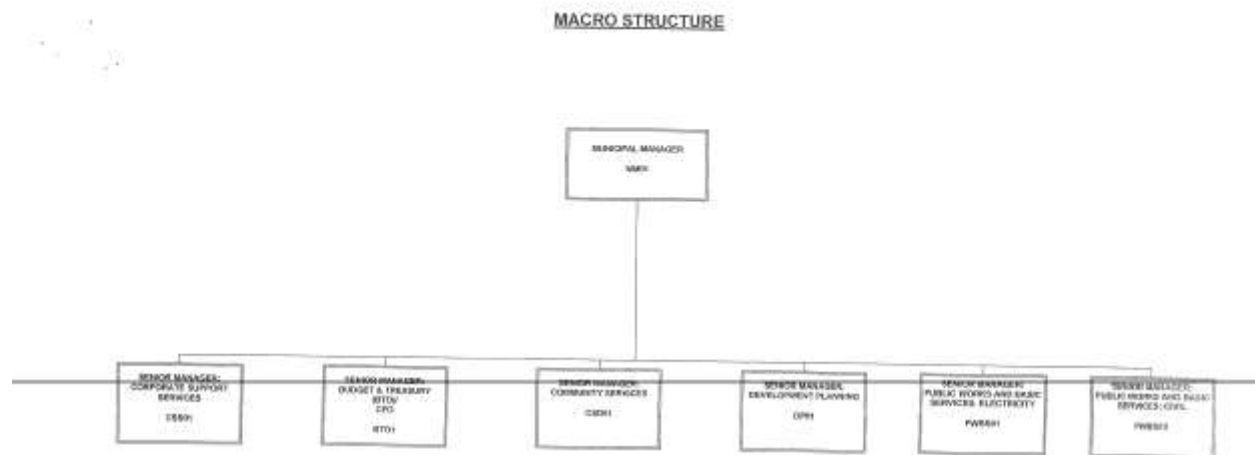 MACRO STRUCTURE
MUNICIPAL MANAGER
SENIOR MANAGER:
CORPORATE SUPPORT
SERVICES
SENIOR MANAGER:
BUDGET & TREASURY
(BTO)/
CFO
BTO1
SENIOR MANAGER:
COMMUNITY SERVICES
SENIOR MANAGER:
DEVELOPMENT PLANNING
SENIOR MANAGER:
PUBLIC WORKS AND BASIC
SERVICES: ELECTRICITY
SENIOR MANAGER:
PUBLIC WORKS AND BASIC
SERVICES: CIVIL